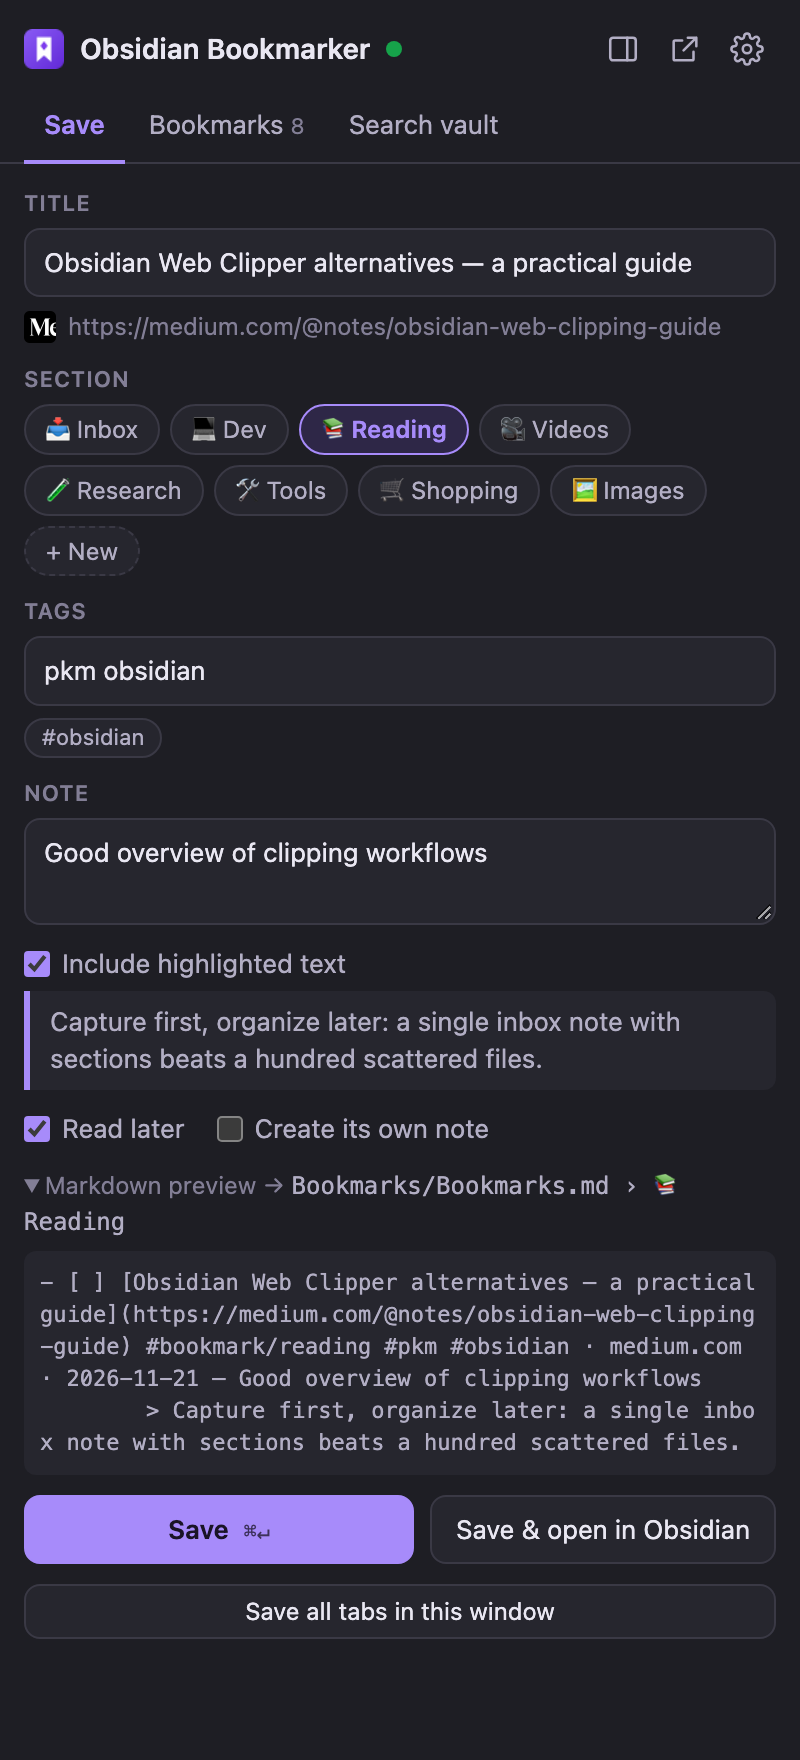 Obsidian Bookmarker
Save Bookmarks 8 Search vault
TITLE
Obsidian Web Clipper alternatives — a practical guide
Me https://medium.com/@notes/obsidian-web-clipping-guide
SECTION
📥 Inbox 💻 Dev 📚 Reading 🎥 Videos
🧪 Research 🛠 Tools 🛒 Shopping 🖼️ Images
+ New
TAGS
pkm obsidian
#obsidian
NOTE
Good overview of clipping workflows
Include highlighted text
Capture first, organize later: a single inbox note with
sections beats a hundred scattered files.
Read later Create its own note
▼ Markdown preview → Bookmarks/Bookmarks.md › 📚
Reading
- [ ] [Obsidian Web Clipper alternatives — a practical
guide](https://medium.com/@notes/obsidian-web-clipping
-guide) #bookmark/reading #pkm #obsidian · medium.com
· 2026-11-21 — Good overview of clipping workflows
> Capture first, organize later: a single inbo
x note with sections beats a hundred scattered files.
Save ⌘↵ Save & open in Obsidian
Save all tabs in this window